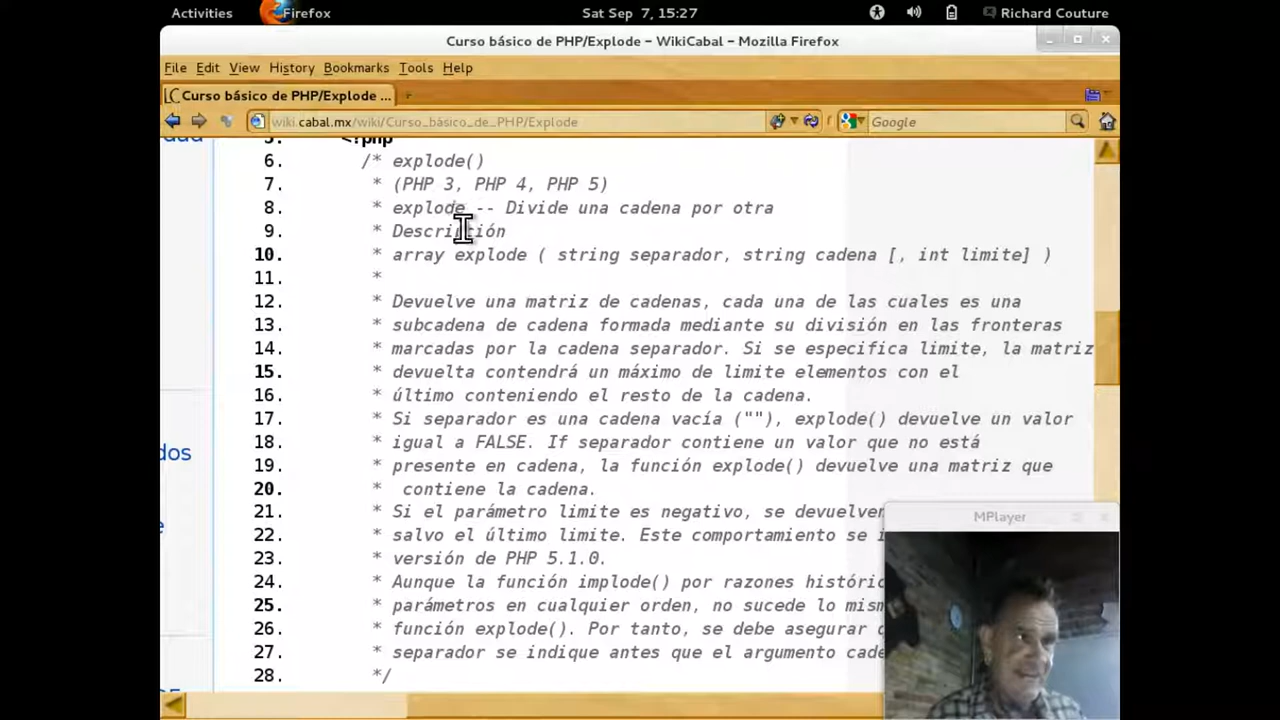 Activities Firefox Sat Sep 7, 15:27 Richard Couture
Curso básico de PHP/Explode – WikiCabal – Mozilla Firefox
File Edit View History Bookmarks Tools Help
Curso básico de PHP/Explode ...
wiki.cabal.mx/wiki/Curso_básico_de_PHP/Explode Google
5. <?php
6. /* explode()
7. * (PHP 3, PHP 4, PHP 5)
8. * explode -- Divide una cadena por otra
9. * Descripción
10. * array explode ( string separador, string cadena [, int limite] )
11. *
12. * Devuelve una matriz de cadenas, cada una de las cuales es una
13. * subcadena de cadena formada mediante su división en las fronteras
14. * marcadas por la cadena separador. Si se especifica limite, la matriz
15. * devuelta contendrá un máximo de limite elementos con el
16. * último conteniendo el resto de la cadena.
17. * Si separador es una cadena vacía (""), explode() devuelve un valor
18. * igual a FALSE. If separador contiene un valor que no está
dos
19. * presente en cadena, la función explode() devuelve una matriz que
20. * contiene la cadena.
21. * Si el parámetro limite es negativo, se devuelven
MPlayer
22. * salvo el último limite. Este comportamiento se i
23. * versión de PHP 5.1.0.
24. * Aunque la función implode() por razones históric
25. * parámetros en cualquier orden, no sucede lo mism
26. * función explode(). Por tanto, se debe asegurar
27. * separador se indique antes que el argumento cade
28. */